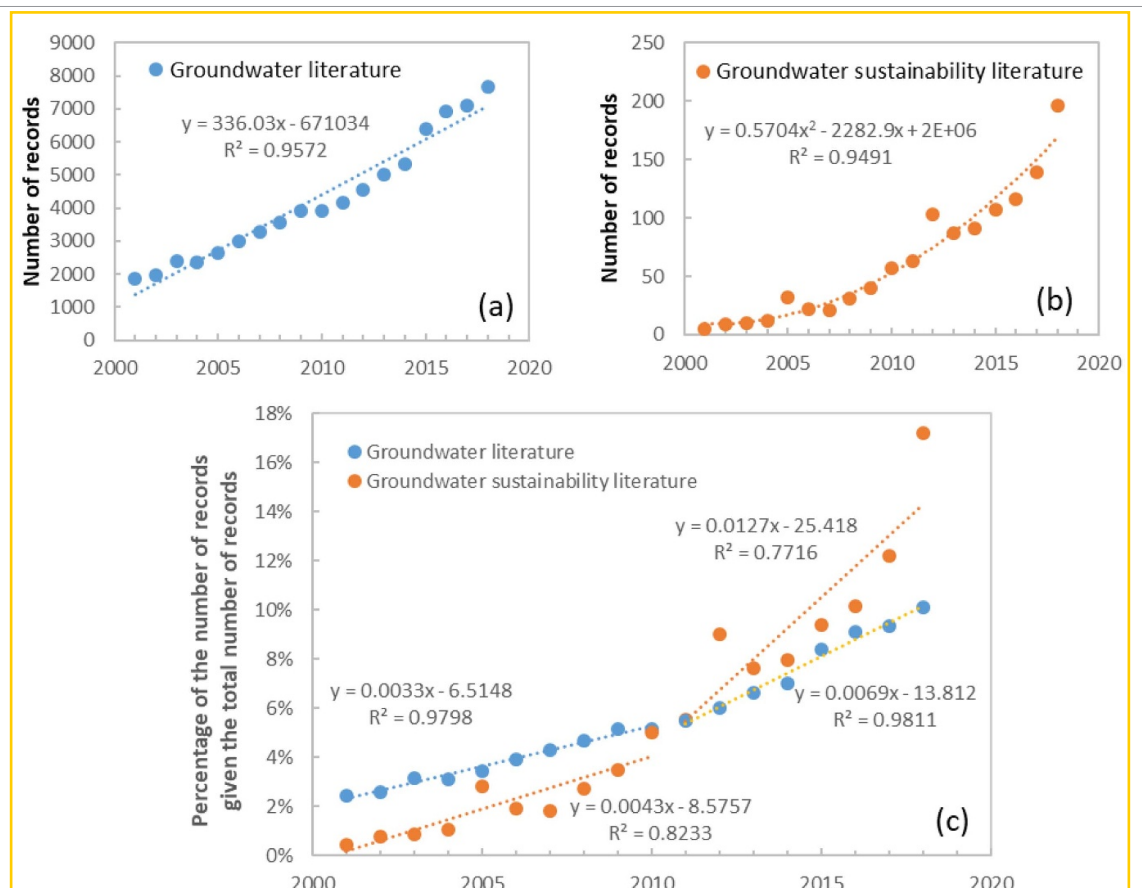 9000
8000
7000
6000
5000
4000
3000
2000
1000
0
Number of records
Groundwater literature
y = 336.03x - 671034
R² = 0.9572
(a)
2000 2005 2010 2015 2020
250
200
150
100
50
0
Number of records
Groundwater sustainability literature
y = 0.5704x² - 2282.9x + 2E+06
R² = 0.9491
(b)
2000 2005 2010 2015 2020
18%
16%
14%
12%
10%
8%
6%
4%
2%
0%
Percentage of the number of records
given the total number of records
Groundwater literature
Groundwater sustainability literature
y = 0.0127x - 25.418
R² = 0.7716
y = 0.0033x - 6.5148
R² = 0.9798
y = 0.0069x - 13.812
R² = 0.9811
y = 0.0043x - 8.5757
R² = 0.8233
(c)
2000 2005 2010 2015 2020